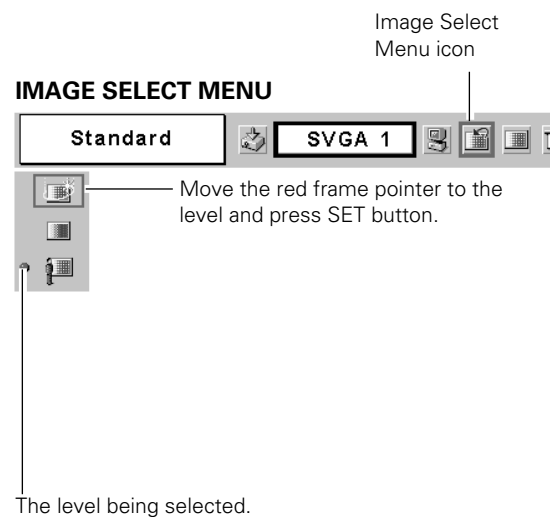 Image Select
Menu icon
IMAGE SELECT MENU
Standard
SVGA 1
Move the red frame pointer to the
level and press SET button.
The level being selected.